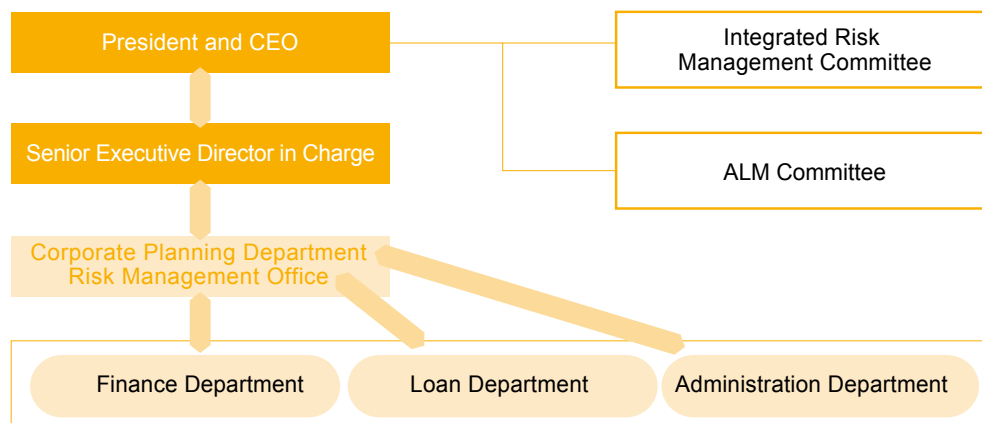 President and CEO
Integrated Risk
Management Committee
Senior Executive Director in Charge
ALM Committee
Corporate Planning Department
Risk Management Office
Finance Department
Loan Department
Administration Department